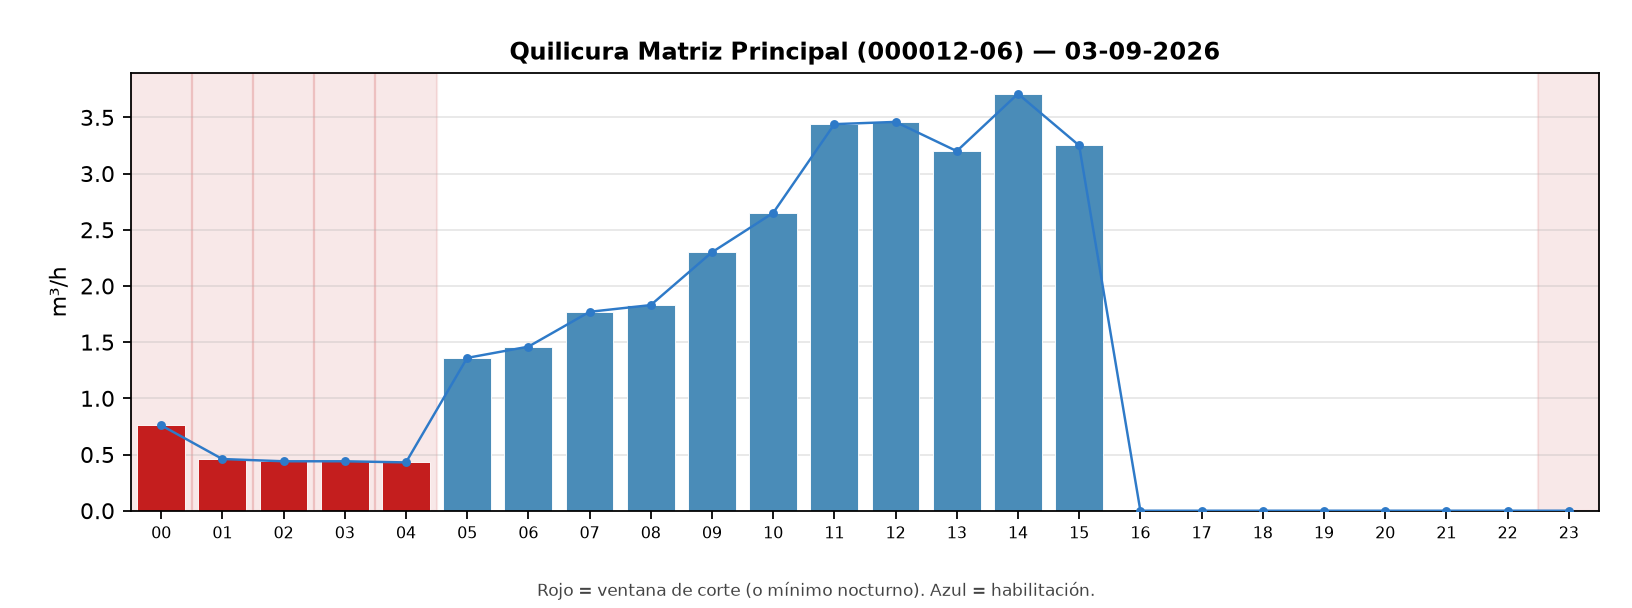 Quilicura Matriz Principal (000012-06) — 03-09-2026
m³/h
3.5
3.0
2.5
2.0
1.5
1.0
0.5
0.0
00 01 02 03 04 05 06 07 08 09 10 11 12 13 14 15 16 17 18 19 20 21 22 23
Rojo = ventana de corte (o mínimo nocturno). Azul = habilitación.